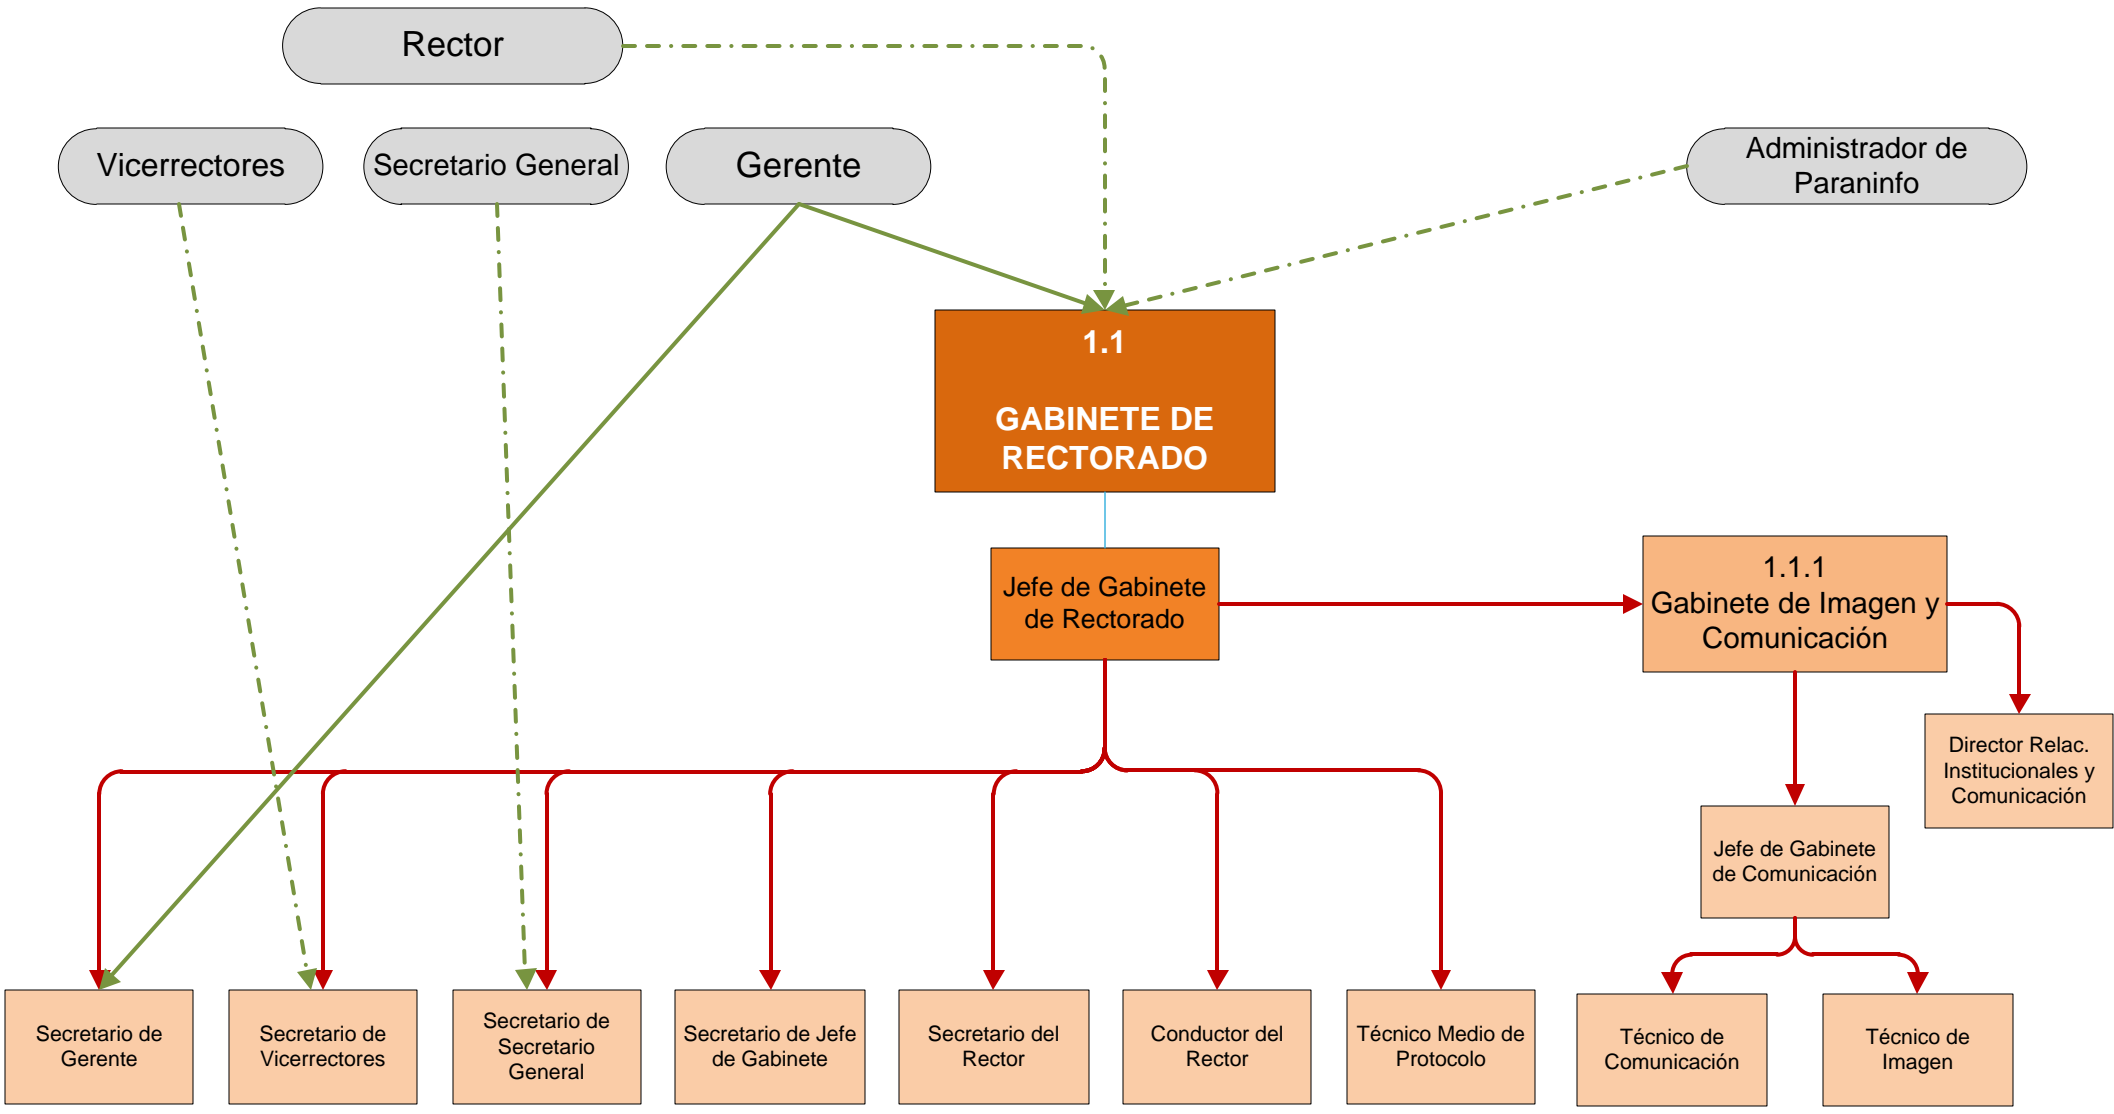 Rector
Vicerrectores
Secretario General
Gerente
Administrador de
Paraninfo
1.1
GABINETE DE
RECTORADO
Jefe de Gabinete
de Rectorado
1.1.1
Gabinete de Imagen y
Comunicación
Director Relac.
Institucionales y
Comunicación
Jefe de Gabinete
de Comunicación
Secretario de
Gerente
Secretario de
Vicerrectores
Secretario de
Secretario
General
Secretario de Jefe
de Gabinete
Secretario del
Rector
Conductor del
Rector
Técnico Medio de
Protocolo
Técnico de
Comunicación
Técnico de
Imagen